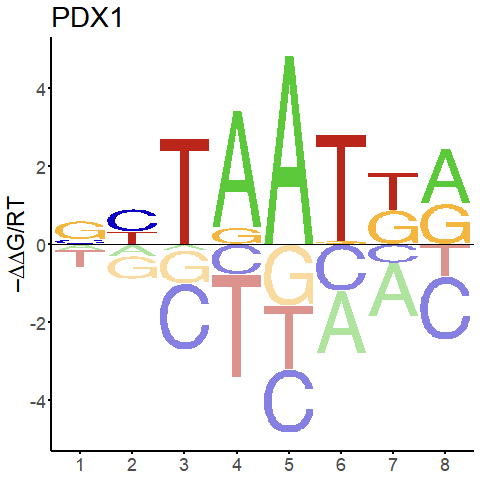 PDX1
−ΔΔG/RT
4
2
0
−2
−4
G C A T
C T A G
T A G C
A G C T
A G T C
T G C A
T G C A
A G T C
1 2 3 4 5 6 7 8